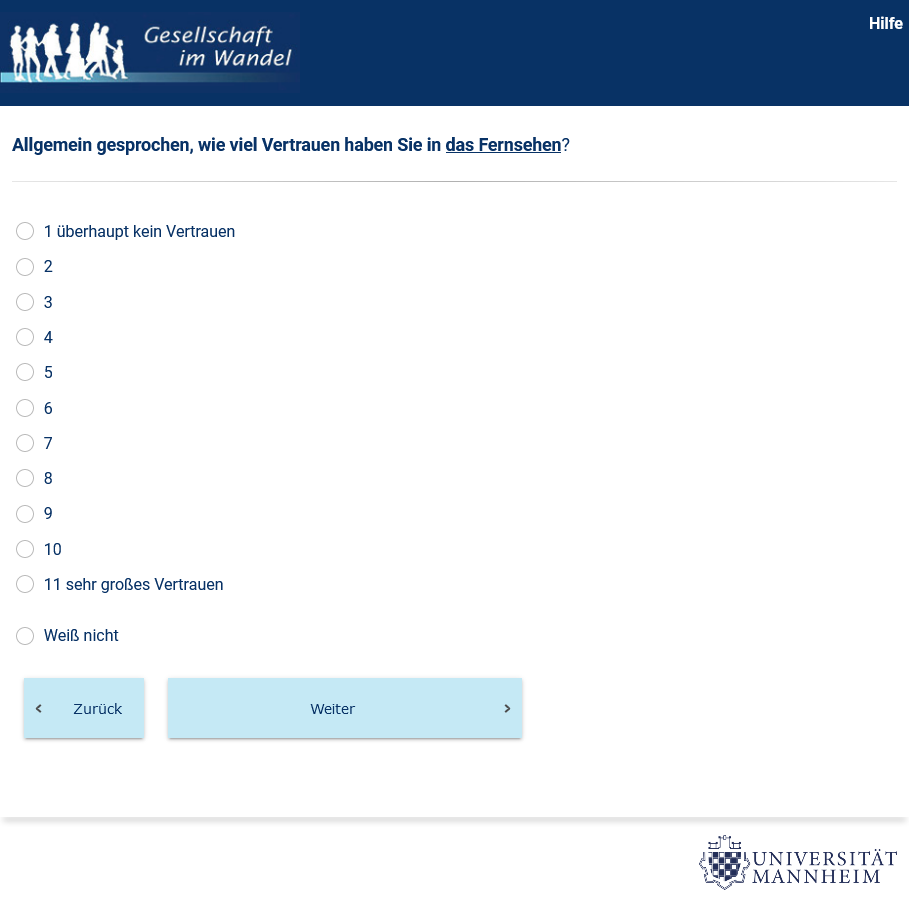 Gesellschaft
im Wandel
Hilfe
Allgemein gesprochen, wie viel Vertrauen haben Sie in das Fernsehen?
1 überhaupt kein Vertrauen
2
3
4
5
6
7
8
9
10
11 sehr großes Vertrauen
Weiß nicht
Zurück
Weiter
UNIVERSITÄT
MANNHEIM